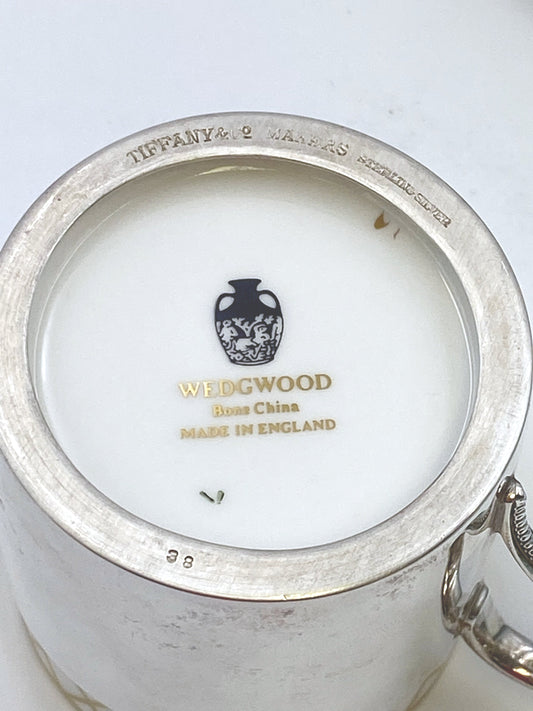 TIFFANY & Co MAKERS STERLING-SILVER
WEDGWOOD
Bone China
MADE IN ENGLAND
38